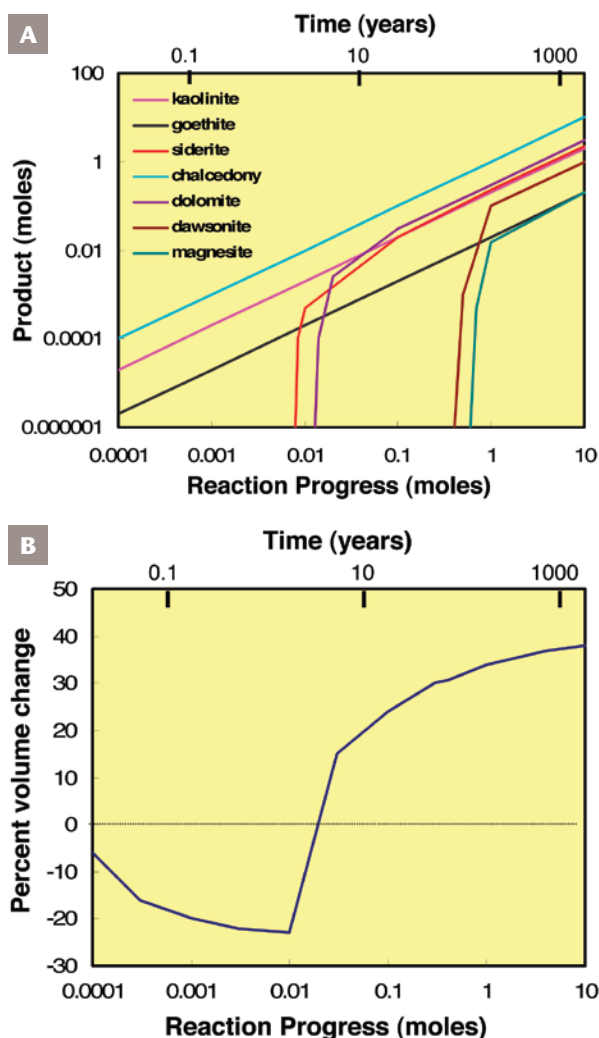 A
Time (years)
0.1 10 1000
100
1
0.01
0.0001
0.000001
Product (moles)
kaolinite
goethite
siderite
chalcedony
dolomite
dawsonite
magnesite
0.0001 0.001 0.01 0.1 1 10
Reaction Progress (moles)
B
Time (years)
0.1 10 1000
50
40
30
20
10
0
-10
-20
-30
Percent volume change
0.0001 0.001 0.01 0.1 1 10
Reaction Progress (moles)